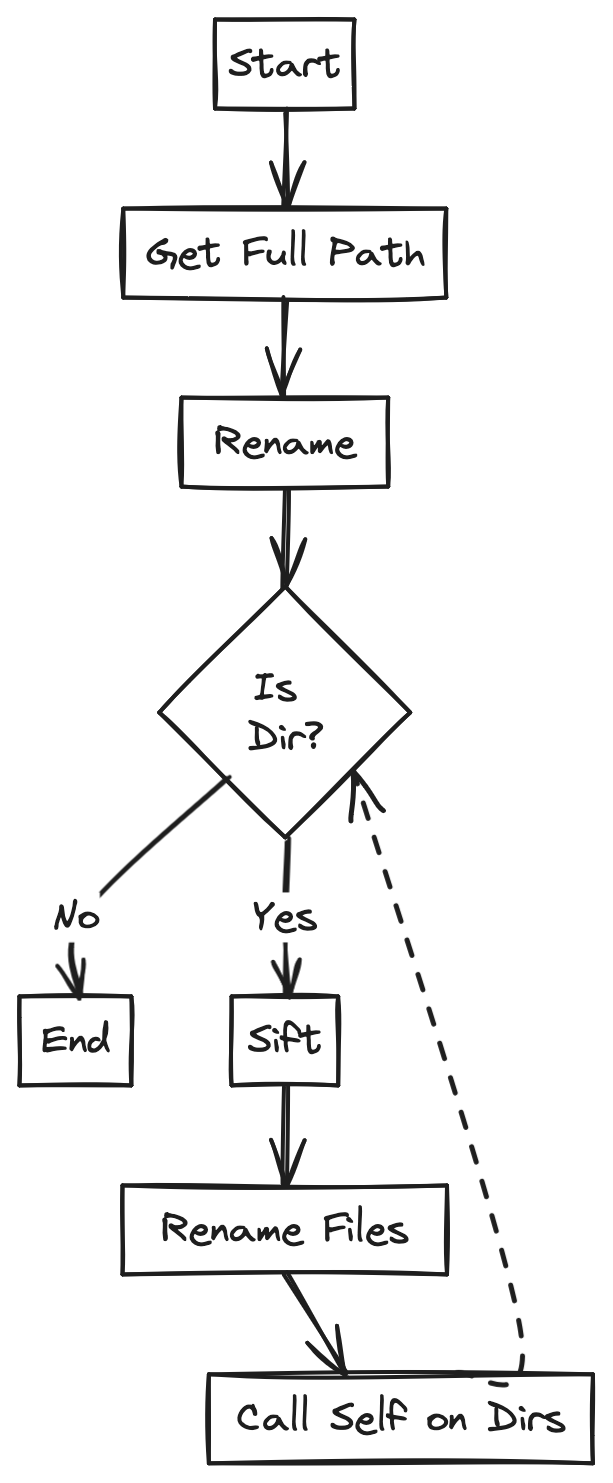 Start
Get Full Path
Rename
Is
Dir?
No
Yes
End
Sift
Rename Files
Call Self on Dirs